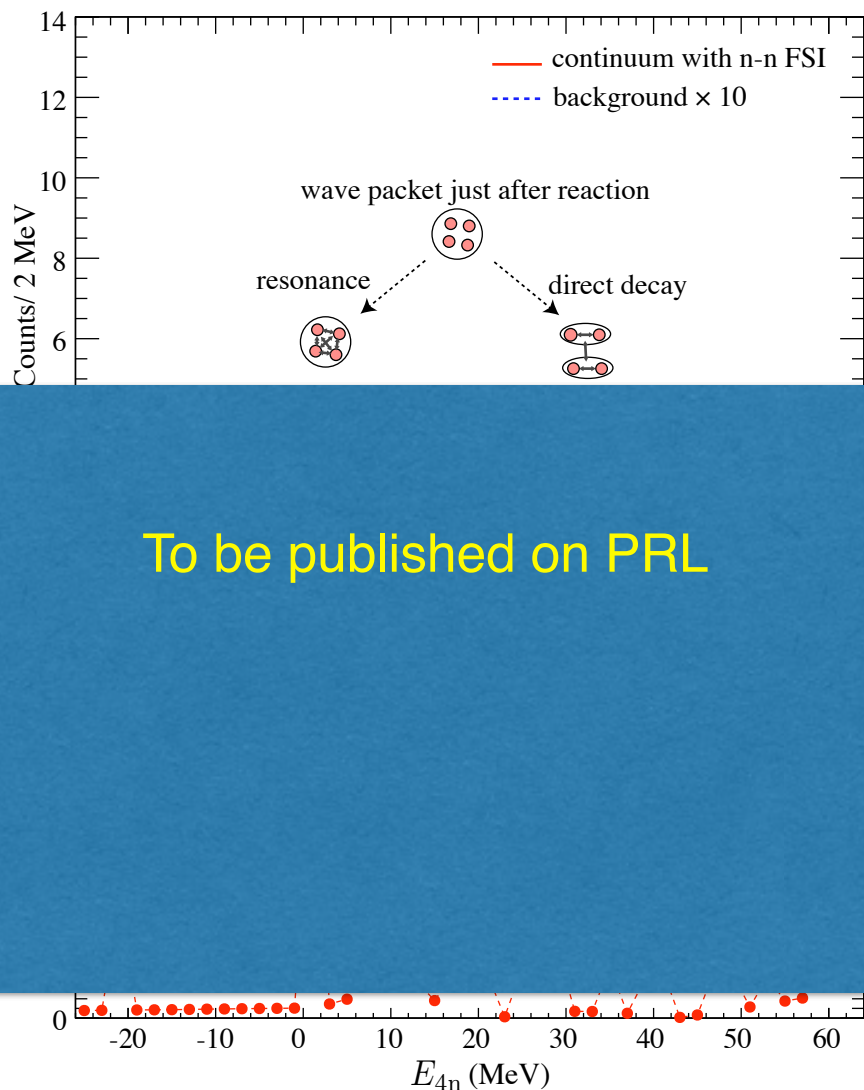 14
continuum with n-n FSI
background × 10
12
10
wave packet just after reaction
8
resonance
direct decay
6
Counts/ 2 MeV
To be published on PRL
0
-20 -10 0 10 20 30 40 50 60
E4n (MeV)